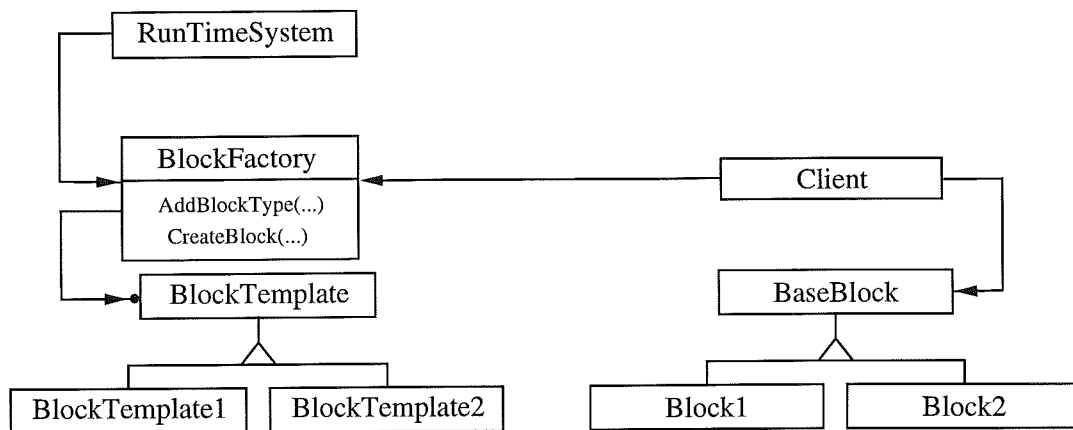 RunTimeSystem
BlockFactory
AddBlockType(...)
CreateBlock(...)
Client
BlockTemplate
BaseBlock
BlockTemplate1
BlockTemplate2
Block1
Block2